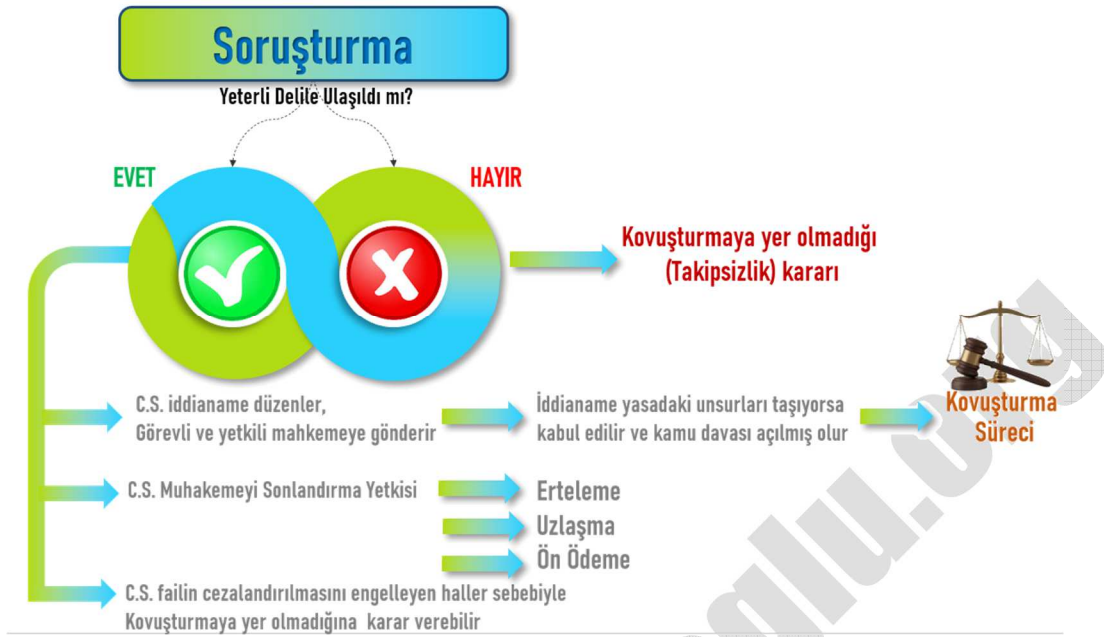 Soruşturma
Yeterli Delile Ulaşıldı mı?
EVET
HAYIR
Kovuşturmaya yer olmadığı
(Takipsizlik) kararı
C.S. iddianame düzenler,
Görevli ve yetkili mahkemeye gönderir
İddianame yasadaki unsurları taşıyorsa
kabul edilir ve kamu davası açılmış olur
Kovuşturma
Süreci
C.S. Muhakemeyi Sonlandırma Yetkisi
Erteleme
Uzlaşma
Ön Ödeme
C.S. failin cezalandırılmasını engelleyen haller sebebiyle
Kovuşturmaya yer olmadığına karar verebilir
glu.org